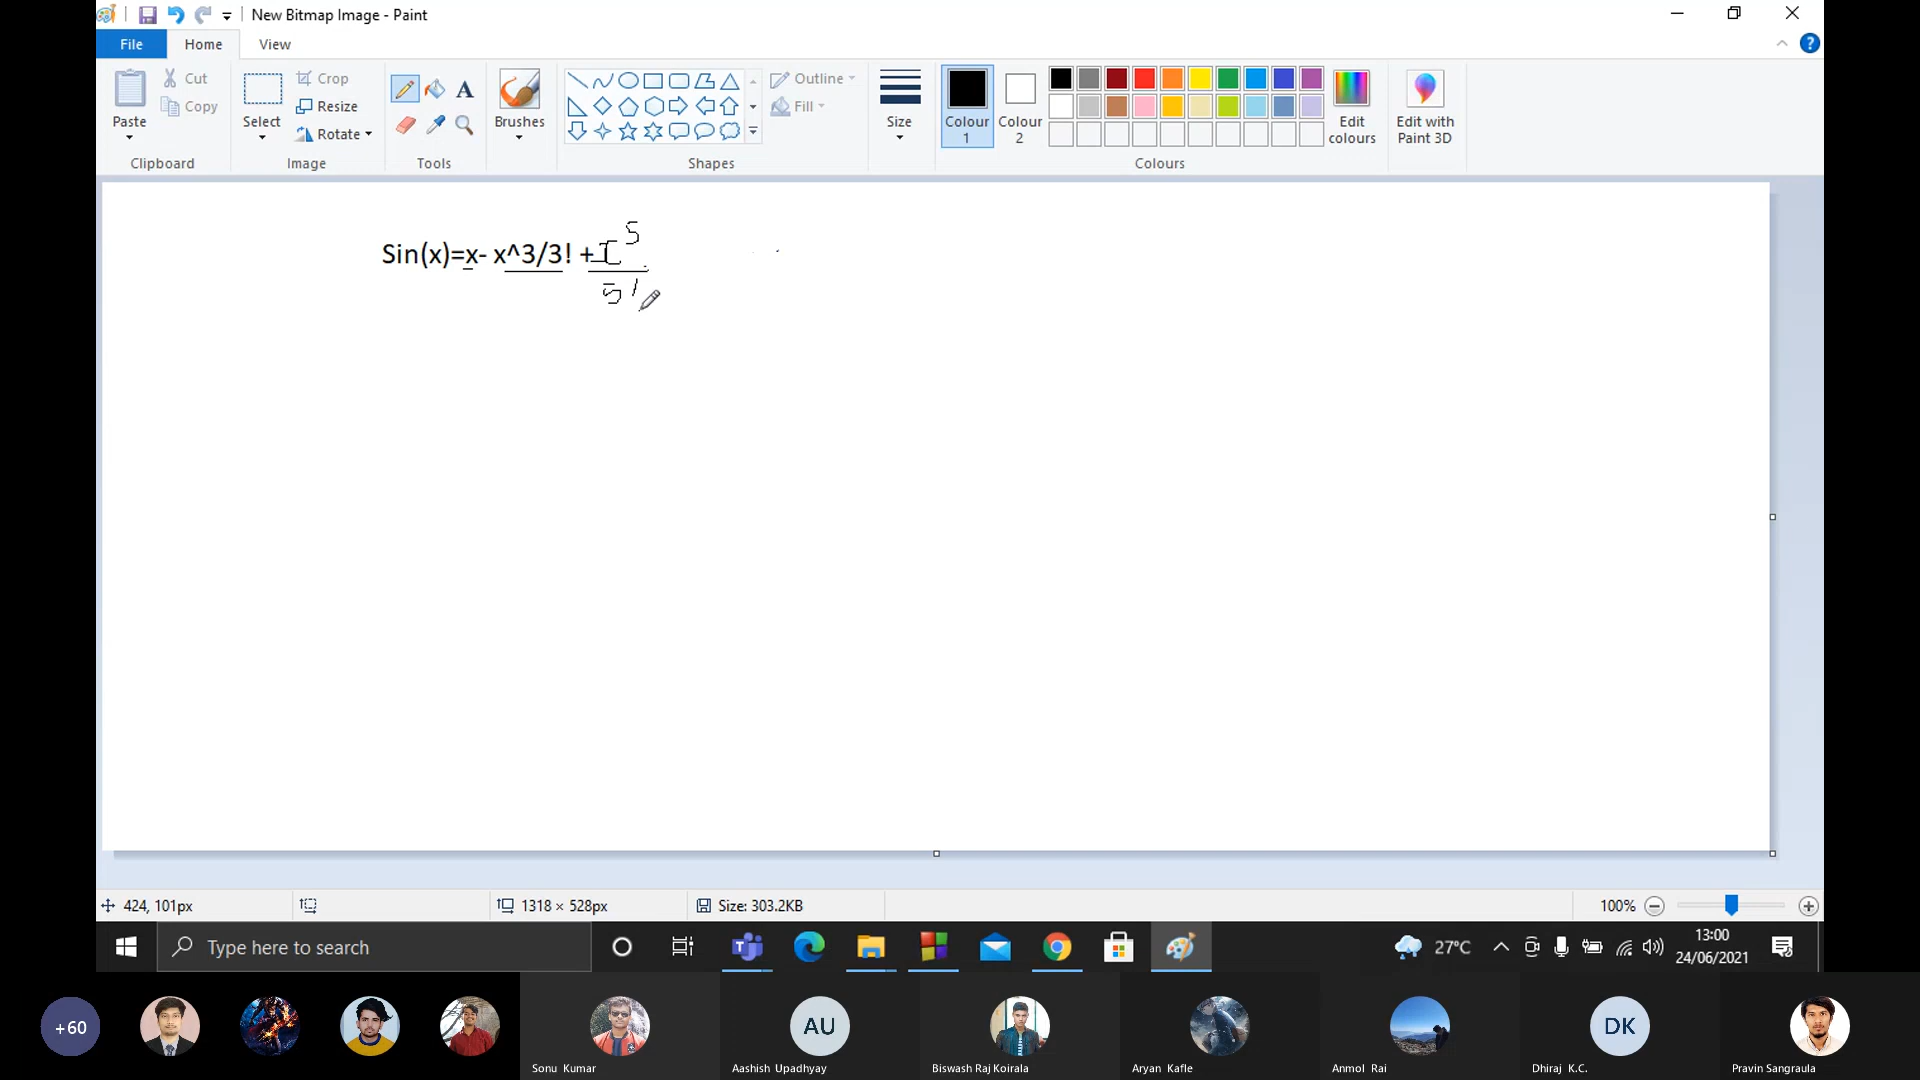 New Bitmap Image - Paint
File Home View
Cut Crop Outline
Paste Copy Select Resize Brushes Fill Size Colour 1 Colour 2 Edit colours Edit with Paint 3D
Rotate
Clipboard Image Tools Shapes Colours
Sin(x)=x- x^3/3! + x^5
5!
424, 101px 1318 × 528px Size: 303.2KB 100%
Type here to search 27°C 13:00
24/06/2021
+60 AU DK
Sonu Kumar Aashish Upadhyay Biswash Raj Koirala Aryan Kafle Anmol Rai Dhiraj K.C. Pravin Sangraula